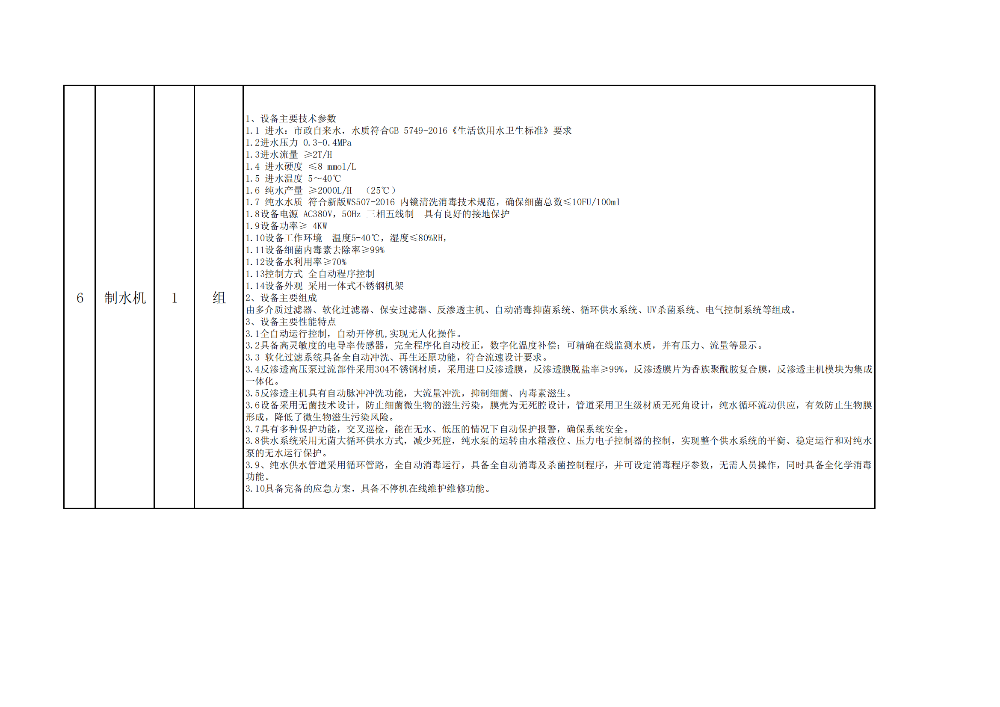 6
制水机
1
组
1、设备主要技术参数
1.1 进水：市政自来水，水质符合GB 5749-2016《生活饮用水卫生标准》要求
1.2进水压力 0.3-0.4MPa
1.3进水流量 ≥2T/H
1.4 进水硬度 ≤8 mmol/L
1.5 进水温度 5～40℃
1.6 纯水产量 ≥2000L/H  （25℃）
1.7 纯水水质 符合新版WS507-2016 内镜清洗消毒技术规范，确保细菌总数≤10FU/100ml
1.8设备电源 AC380V，50Hz 三相五线制  具有良好的接地保护
1.9设备功率≥ 4KW
1.10设备工作环境  温度5-40℃，湿度≤80%RH，
1.11设备细菌内毒素去除率≥99%
1.12设备水利用率≥70%
1.13控制方式 全自动程序控制
1.14设备外观 采用一体式不锈钢机架
2、设备主要组成
由多介质过滤器、软化过滤器、保安过滤器、反渗透主机、自动消毒抑菌系统、循环供水系统、UV杀菌系统、电气控制系统等组成。
3、设备主要性能特点
3.1全自动运行控制，自动开停机,实现无人化操作。
3.2具备高灵敏度的电导率传感器，完全程序化自动校正，数字化温度补偿；可精确在线监测水质，并有压力、流量等显示。
3.3 软化过滤系统具备全自动冲洗、再生还原功能，符合流速设计要求。
3.4反渗透高压泵过流部件采用304不锈钢材质，采用进口反渗透膜，反渗透膜脱盐率≥99%，反渗透膜片为香族聚酰胺复合膜，反渗透主机模块为集成
一体化。
3.5反渗透主机具有自动脉冲冲洗功能，大流量冲洗，抑制细菌、内毒素滋生。
3.6设备采用无菌技术设计，防止细菌微生物的滋生污染，膜壳为无死腔设计，管道采用卫生级材质无死角设计，纯水循环流动供应，有效防止生物膜
形成，降低了微生物滋生污染风险。
3.7具有多种保护功能，交叉巡检，能在无水、低压的情况下自动保护报警，确保系统安全。
3.8供水系统采用无菌大循环供水方式，减少死腔，纯水泵的运转由水箱液位、压力电子控制器的控制，实现整个供水系统的平衡、稳定运行和对纯水
泵的无水运行保护。
3.9、纯水供水管道采用循环管路，全自动消毒运行，具备全自动消毒及杀菌控制程序，并可设定消毒程序参数，无需人员操作，同时具备全化学消毒
功能。
3.10具备完备的应急方案，具备不停机在线维护维修功能。